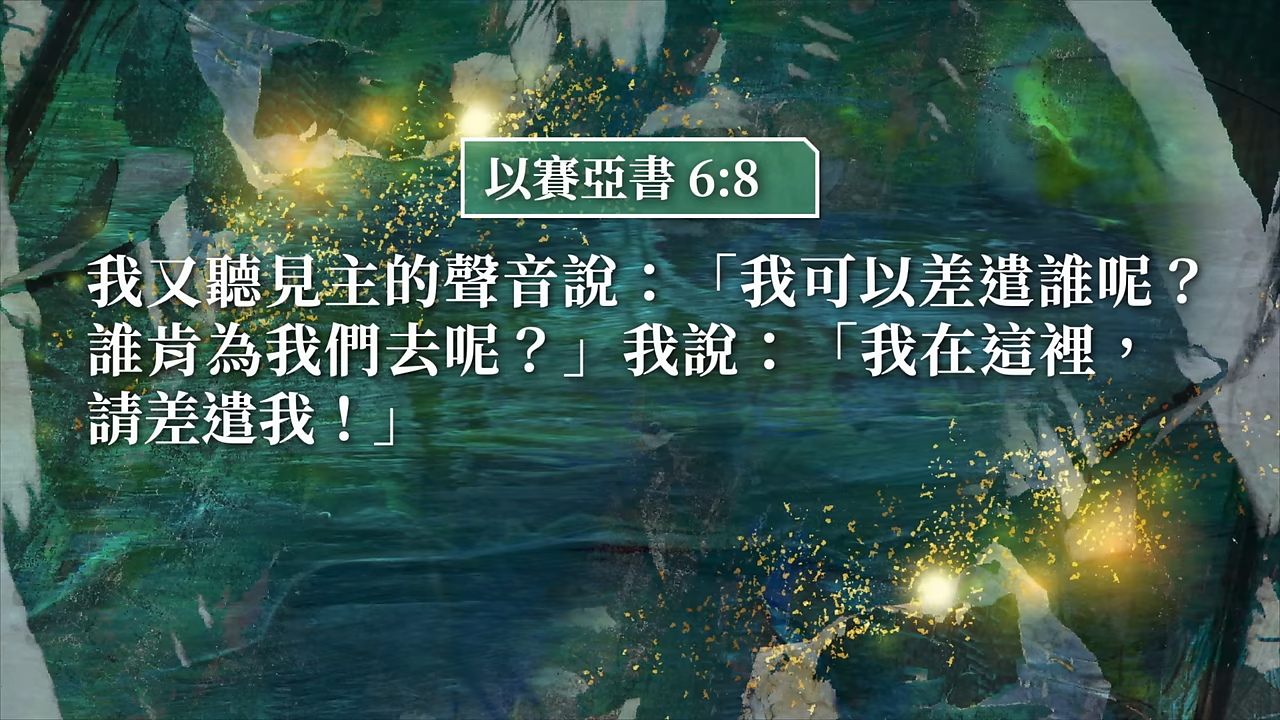 以賽亞書 6:8
我又聽見主的聲音說：「我可以差遣誰呢？
誰肯為我們去呢？」我說：「我在這裡，
請差遣我！」